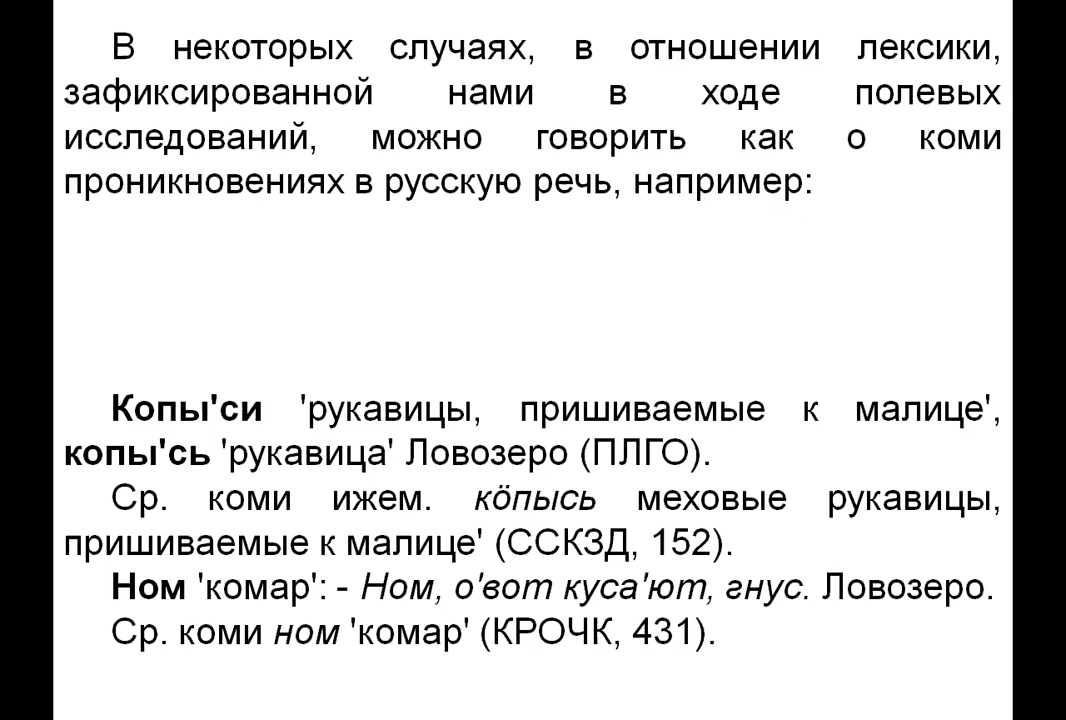 В некоторых случаях, в отношении лексики,
зафиксированной нами в ходе полевых
исследований, можно говорить как о коми
проникновениях в русскую речь, например:
Копы'си 'рукавицы, пришиваемые к малице',
копы'сь 'рукавица' Ловозеро (ПЛГО).
Ср. коми ижем. кӧпысь меховые рукавицы,
пришиваемые к малице' (ССКЗД, 152).
Ном 'комар': - Ном, о'вот куса'ют, гнус. Ловозеро.
Ср. коми ном 'комар' (КРОЧК, 431).